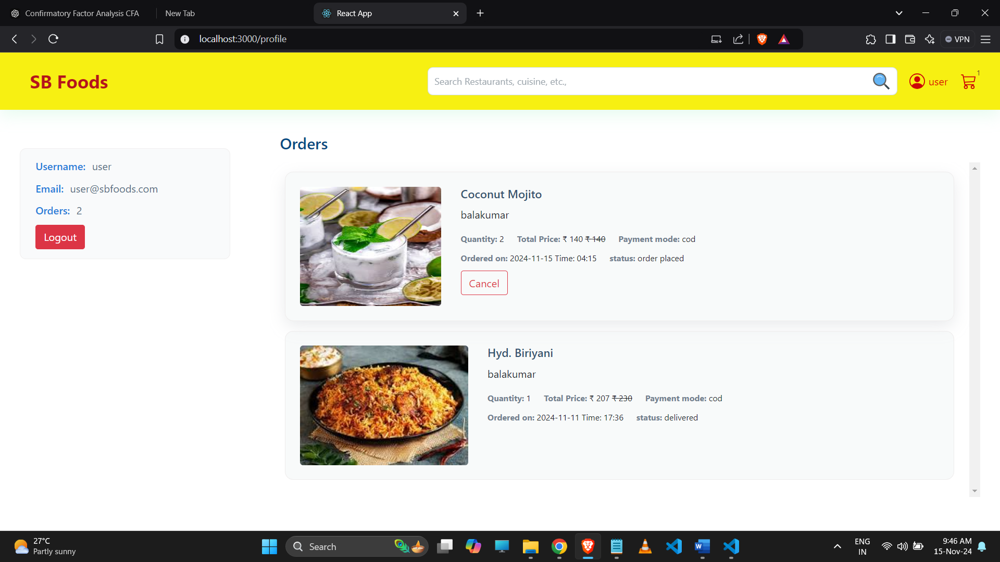 Confirmatory Factor Analysis CFA
New Tab
React App
localhost:3000/profile
VPN
SB Foods
Search Restaurants, cuisine, etc.,
user
1
Orders
Username: user
Email: user@sbfoods.com
Orders: 2
Logout
Coconut Mojito
balakumar
Quantity: 2 Total Price: ₹ 140 ₹ 140 Payment mode: cod
Ordered on: 2024-11-15 Time: 04:15 status: order placed
Cancel
Hyd. Biriyani
balakumar
Quantity: 1 Total Price: ₹ 207 ₹ 230 Payment mode: cod
Ordered on: 2024-11-11 Time: 17:36 status: delivered
27°C
Partly sunny
Search
ENG
IN
9:46 AM
15-Nov-24